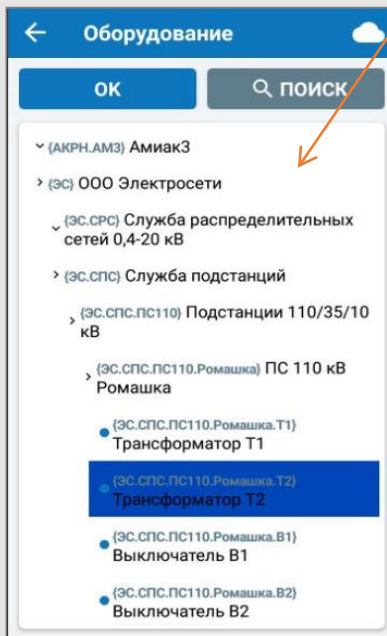 Оборудование
ОК
ПОИСК
{АКРН.АМ3} Амиак3
{ЭС} ООО Электросети
{ЭС.СРС} Служба распределительных
сетей 0,4-20 кВ
{ЭС.СПС} Служба подстанций
{ЭС.СПС.ПС110} Подстанции 110/35/10
кВ
{ЭС.СПС.ПС110.Ромашка} ПС 110 кВ
Ромашка
{ЭС.СПС.ПС110.Ромашка.Т1}
Трансформатор Т1
{ЭС.СПС.ПС110.Ромашка.Т2}
Трансформатор Т2
{ЭС.СПС.ПС110.Ромашка.В1}
Выключатель В1
{ЭС.СПС.ПС110.Ромашка.В2}
Выключатель В2